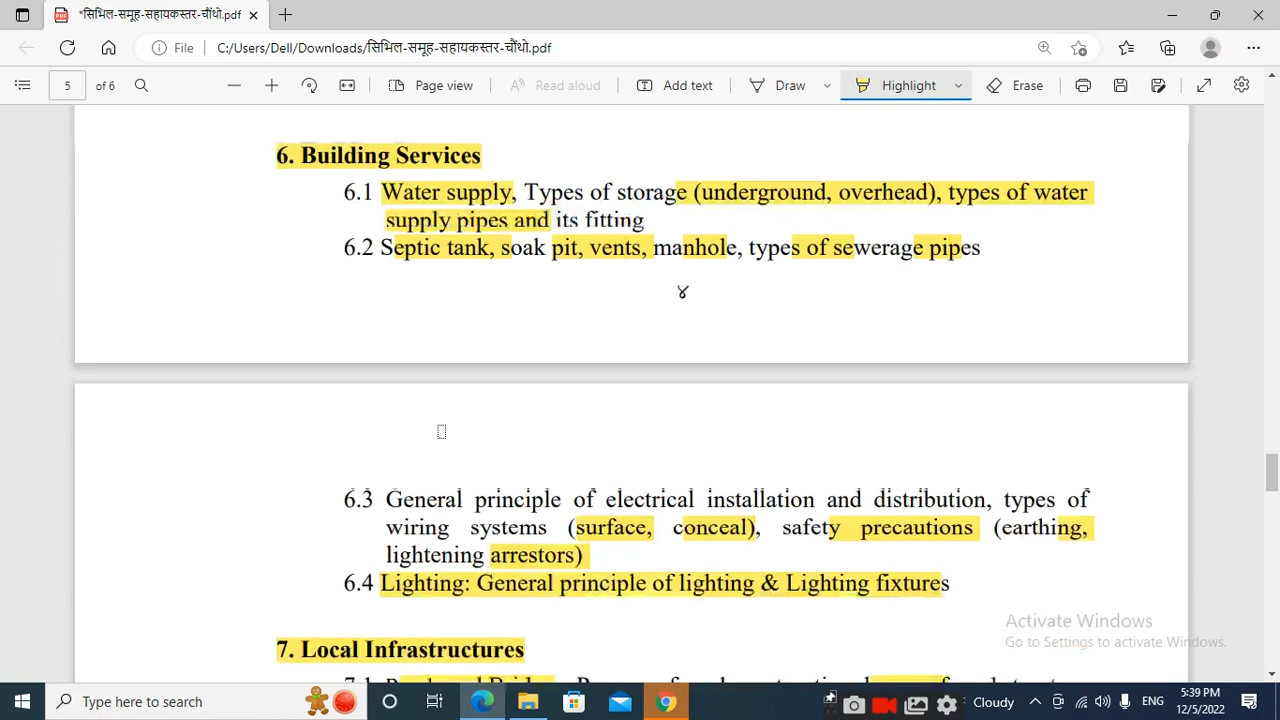 *सिभिल-समूह-सहायकस्तर-चौंथो.pdf
File C:/Users/Dell/Downloads/सिभिल-समूह-सहायकस्तर-चौंथो.pdf
5 of 6 Page view Read aloud Add text Draw Highlight Erase
6. Building Services
6.1 Water supply, Types of storage (underground, overhead), types of water
supply pipes and its fitting
6.2 Septic tank, soak pit, vents, manhole, types of sewerage pipes
४
6.3 General principle of electrical installation and distribution, types of
wiring systems (surface, conceal), safety precautions (earthing,
lightening arrestors)
6.4 Lighting: General principle of lighting & Lighting fixtures
Activate Windows
Go to Settings to activate Windows.
7. Local Infrastructures
Type here to search Cloudy ENG 5:39 PM
12/5/2022